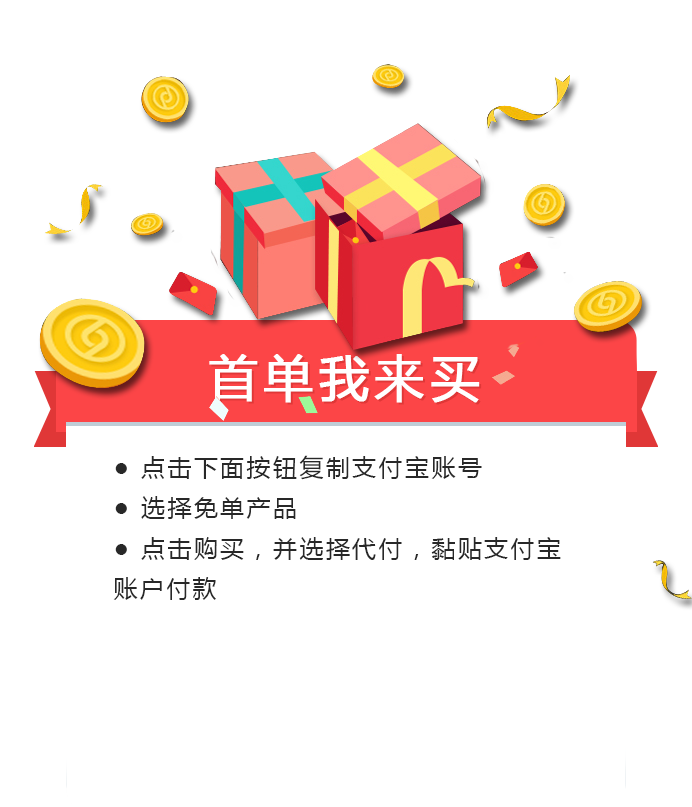 首单我来买
● 点击下面按钮复制支付宝账号
● 选择免单产品
● 点击购买，并选择代付，黏贴支付宝
账户付款